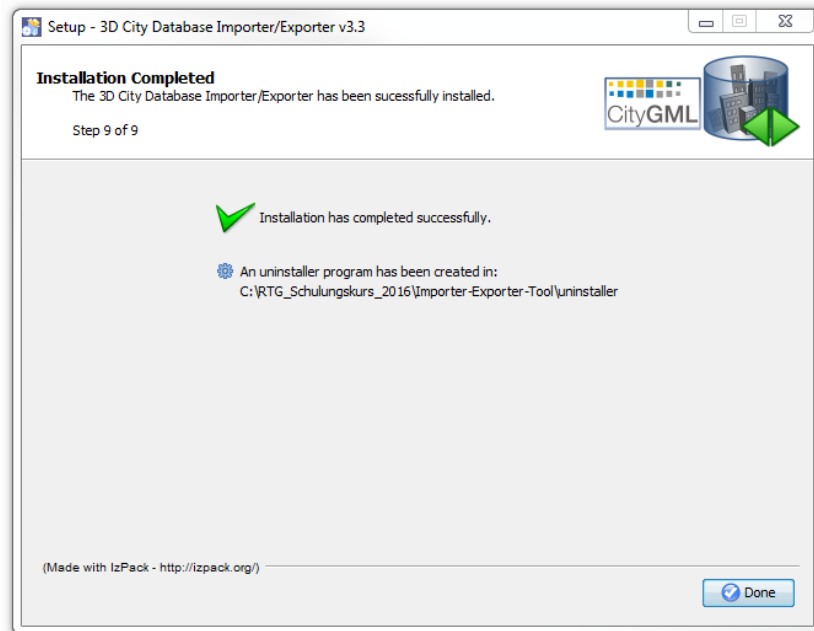 Setup - 3D City Database Importer/Exporter v3.3
Installation Completed
The 3D City Database Importer/Exporter has been sucessfully installed.
Step 9 of 9
CityGML
Installation has completed successfully.
An uninstaller program has been created in:
C:\RTG_Schulungskurs_2016\Importer-Exporter-Tool\uninstaller
(Made with IzPack - http://izpack.org/)
Done